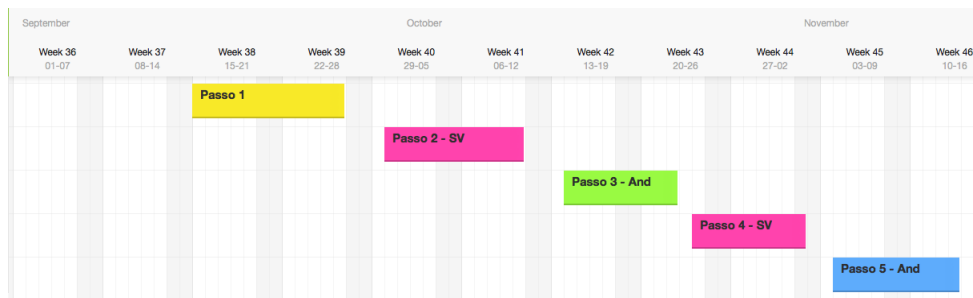 September October November
Week 36 Week 37 Week 38 Week 39 Week 40 Week 41 Week 42 Week 43 Week 44 Week 45 Week 46
01-07 08-14 15-21 22-28 29-05 06-12 13-19 20-26 27-02 03-09 10-16
Passo 1
Passo 2 - SV
Passo 3 - And
Passo 4 - SV
Passo 5 - And